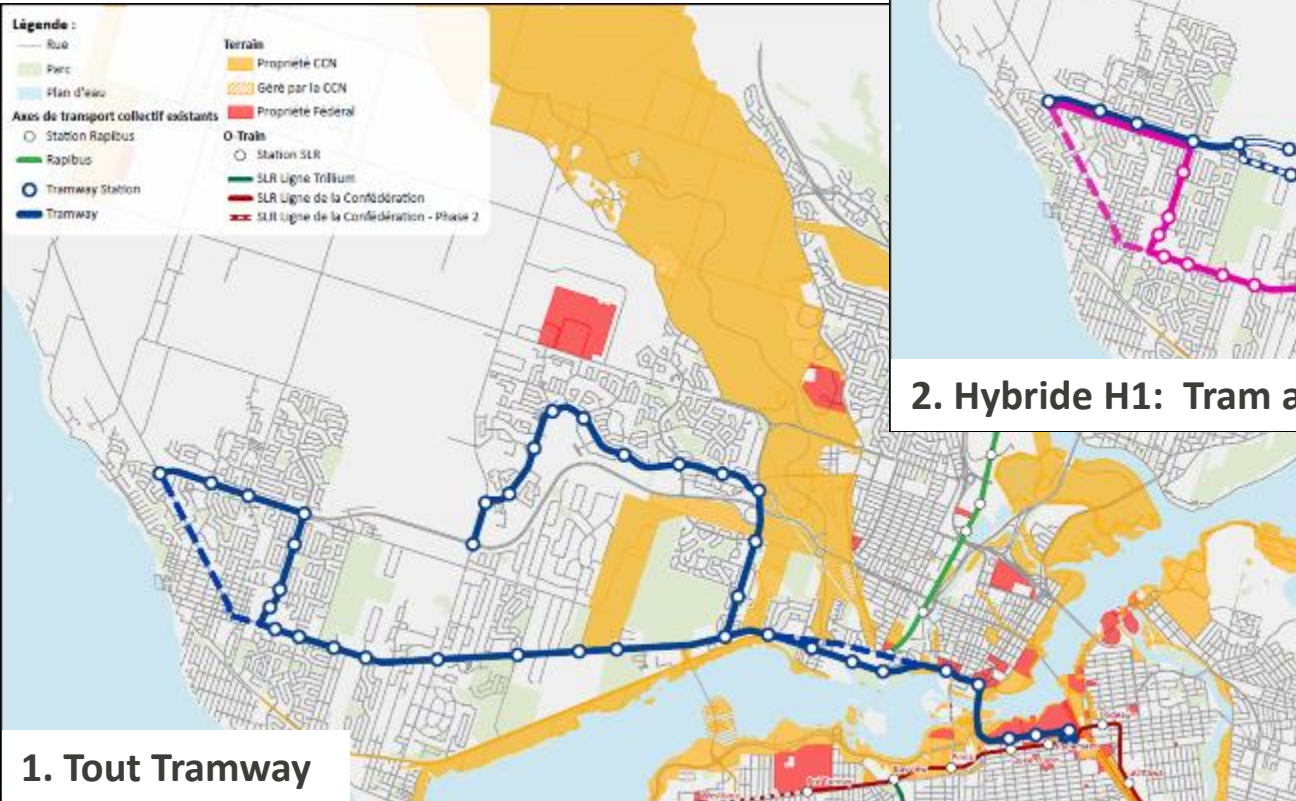 Légende :
Rue
Parc
Plan d'eau
Axes de transport collectif existants
Station Rapibus
Rapibus
Tramway Station
Tramway
Terrain
Propriété CCN
Géré par la CCN
Propriété Fédéral
O-Train
Station SLR
SLR Ligne Trillium
SLR Ligne de la Confédération
SLR Ligne de la Confédération - Phase 2
2. Hybride H1: Tram a
1. Tout Tramway